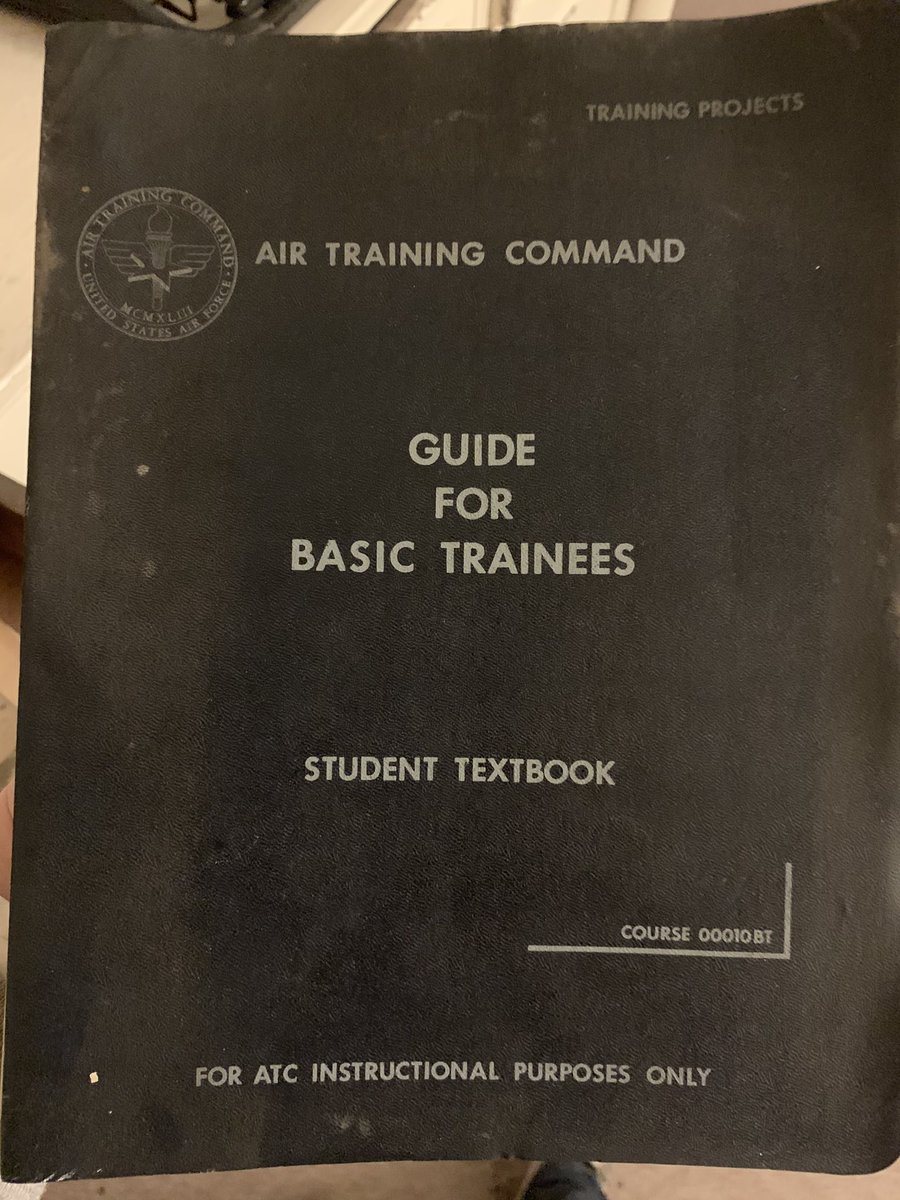 TRAINING PROJECTS
AIR TRAINING COMMAND
MCMXLIII
UNITED STATES AIR FORCE
AIR TRAINING COMMAND
GUIDE
FOR
BASIC TRAINEES
STUDENT TEXTBOOK
COURSE 00010BT
FOR ATC INSTRUCTIONAL PURPOSES ONLY